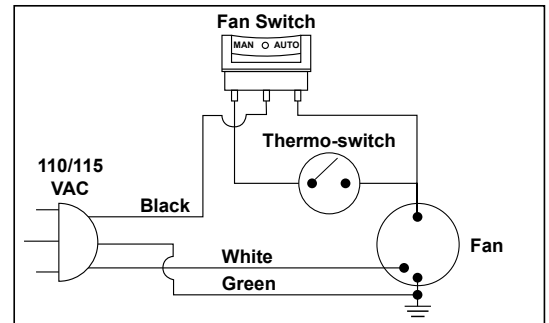 Fan Switch
MAN O AUTO
Thermo-switch
110/115
VAC
Black
White
Green
Fan